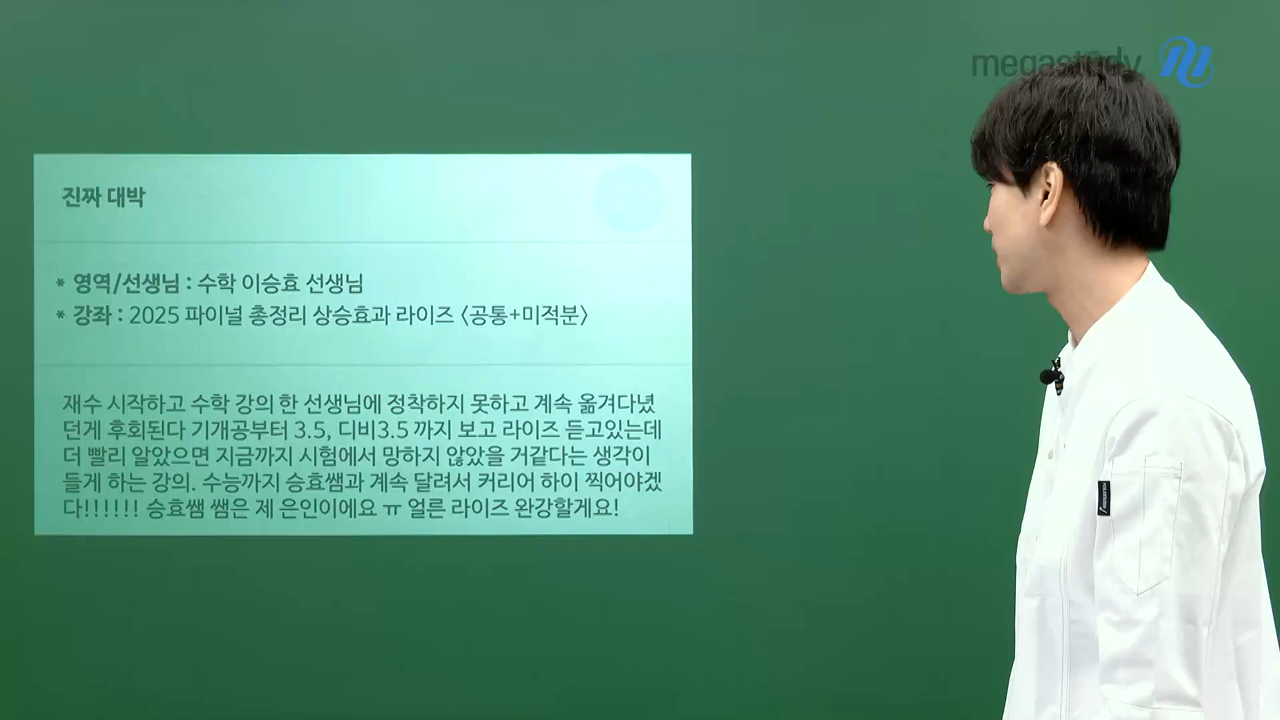 megastudy
진짜 대박
* 영역/선생님 : 수학 이승효 선생님
* 강좌 : 2025 파이널 총정리 상승효과 라이즈 <공통+미적분>
재수 시작하고 수학 강의 한 선생님에 정착하지 못하고 계속 옮겨다녔
던게 후회된다 기개공부터 3.5, 디비3.5 까지 보고 라이즈 듣고있는데
더 빨리 알았으면 지금까지 시험에서 망하지 않았을 거같다는 생각이
들게 하는 강의. 수능까지 승효쌤과 계속 달려서 커리어 하이 찍어야겠
다!!!!!! 승효쌤 쌤은 제 은인이에요 ㅠ 얼른 라이즈 완강할게요!